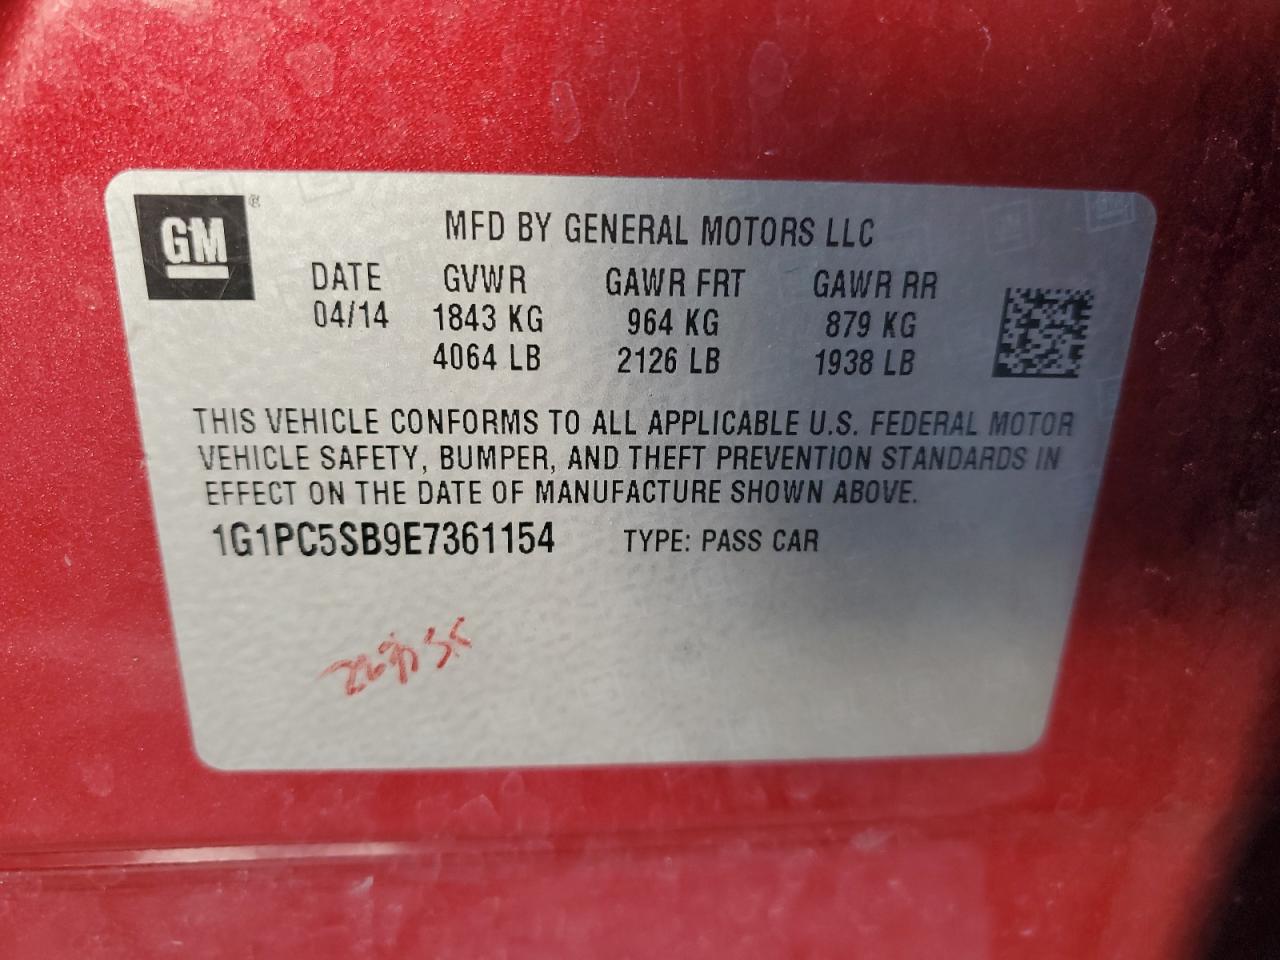 GM®
MFD BY GENERAL MOTORS LLC
DATE GVWR GAWR FRT GAWR RR
04/14 1843 KG 964 KG 879 KG
4064 LB 2126 LB 1938 LB
THIS VEHICLE CONFORMS TO ALL APPLICABLE U.S. FEDERAL MOTOR
VEHICLE SAFETY, BUMPER, AND THEFT PREVENTION STANDARDS IN
EFFECT ON THE DATE OF MANUFACTURE SHOWN ABOVE.
1G1PC5SB9E7361154 TYPE: PASS CAR